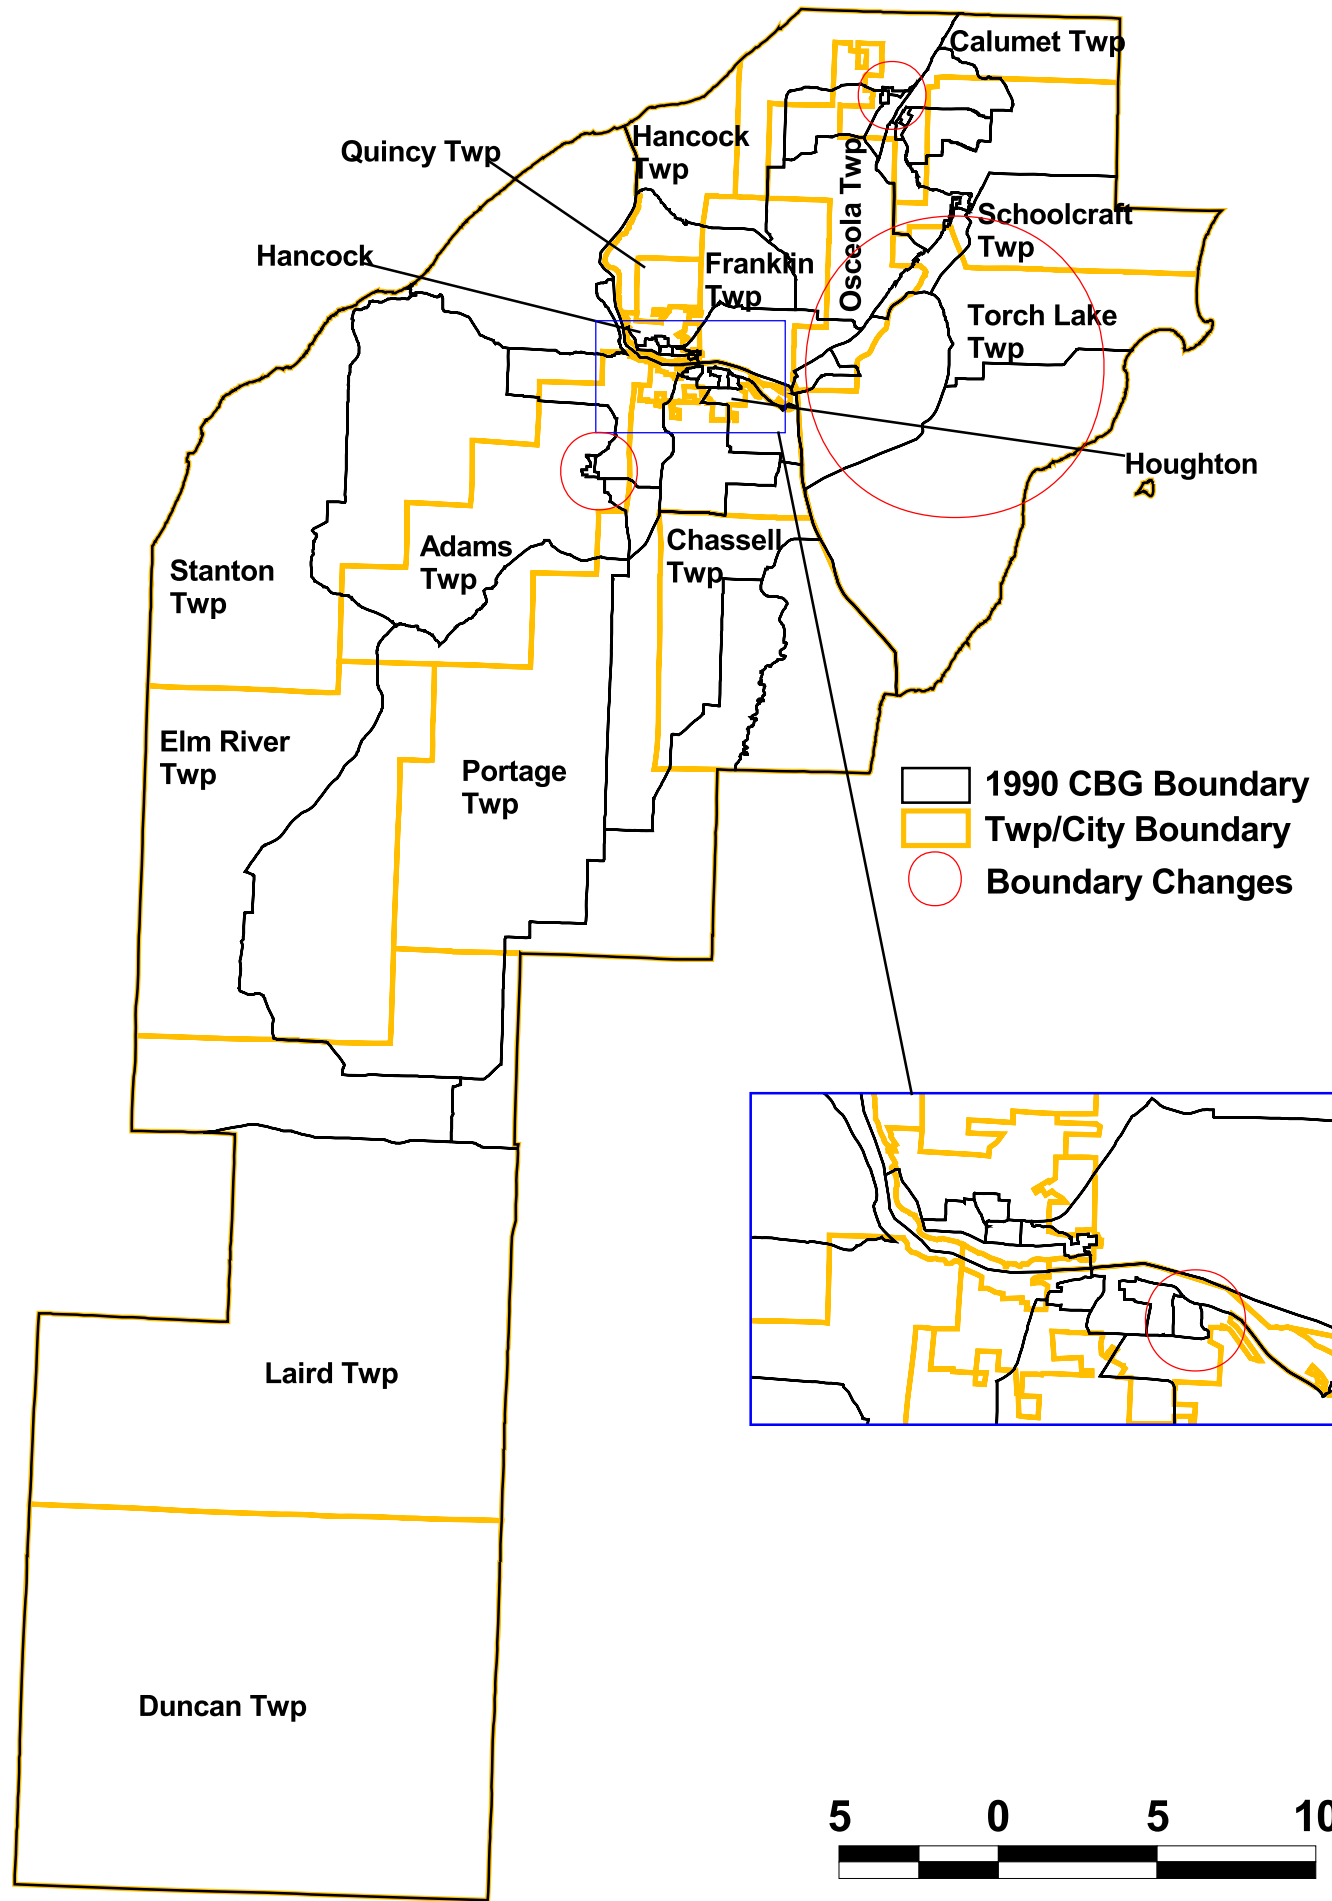 Calumet Twp
Hancock
Twp
Quincy Twp
Osceola Twp
Schoolcraft
Twp
Hancock
Franklin
Twp
Torch Lake
Twp
Houghton
Chassell
Twp
Adams
Twp
Stanton
Twp
Elm River
Twp
Portage
Twp
1990 CBG Boundary
Twp/City Boundary
Boundary Changes
Laird Twp
Duncan Twp
5 0 5 10